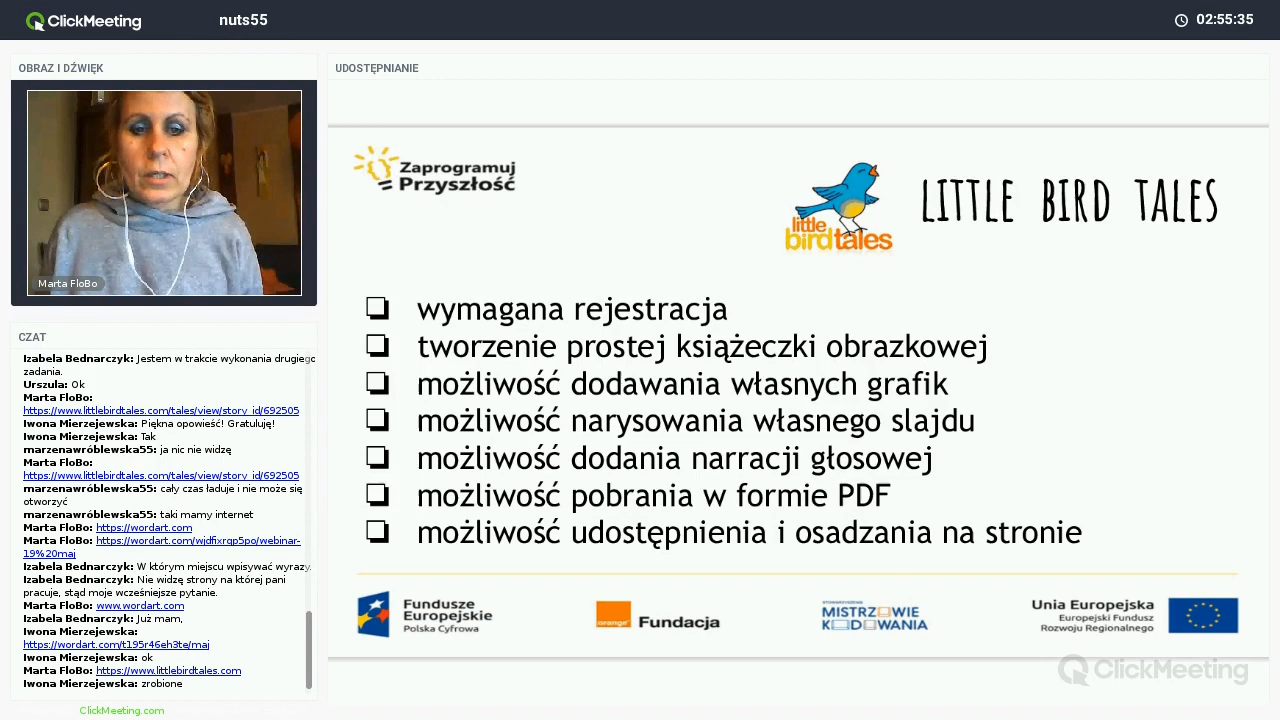 ClickMeeting
nuts55
02:55:35
OBRAZ I DŹWIĘK
Marta FloBo
CZAT
Izabela Bednarczyk: Jestem w trakcie wykonania drugiego
zadania.
Urszula: Ok
Marta FloBo:
https://www.littlebirdtales.com/tales/view/story_id/692505
Iwona Mierzejewska: Piękna opowieść! Gratuluję!
Iwona Mierzejewska: Tak
marzenawróblewska55: ja nic nie widzę
Marta FloBo:
https://www.littlebirdtales.com/tales/view/story_id/692505
marzenawróblewska55: cały czas ładuje i nie może się
otworzyć
marzenawróblewska55: taki mamy internet
Marta FloBo: https://wordart.com
Marta FloBo: https://wordart.com/wjdfixrqp5po/webinar-
19%20maj
Izabela Bednarczyk: W którym miejscu wpisywać wyrazy.
Izabela Bednarczyk: Nie widzę strony na której pani
pracuje, stąd moje wcześniejsze pytanie.
Marta FloBo: www.wordart.com
Izabela Bednarczyk: Już mam,
Iwona Mierzejewska:
https://wordart.com/t195r46eh3te/maj
Iwona Mierzejewska: ok
Marta FloBo: https://www.littlebirdtales.com
Iwona Mierzejewska: zrobione
ClickMeeting.com
UDOSTĘPNIANIE
Zaprogramuj
Przyszłość
little
birdtales
LITTLE BIRD TALES
wymagana rejestracja
tworzenie prostej książeczki obrazkowej
możliwość dodawania własnych grafik
możliwość narysowania własnego slajdu
możliwość dodania narracji głosowej
możliwość pobrania w formie PDF
możliwość udostępnienia i osadzania na stronie
Fundusze
Europejskie
Polska Cyfrowa
orange
Fundacja
STOWARZYSZENIE
MISTRZOWIE
KODOWANIA
Unia Europejska
Europejski Fundusz
Rozwoju Regionalnego
ClickMeeting